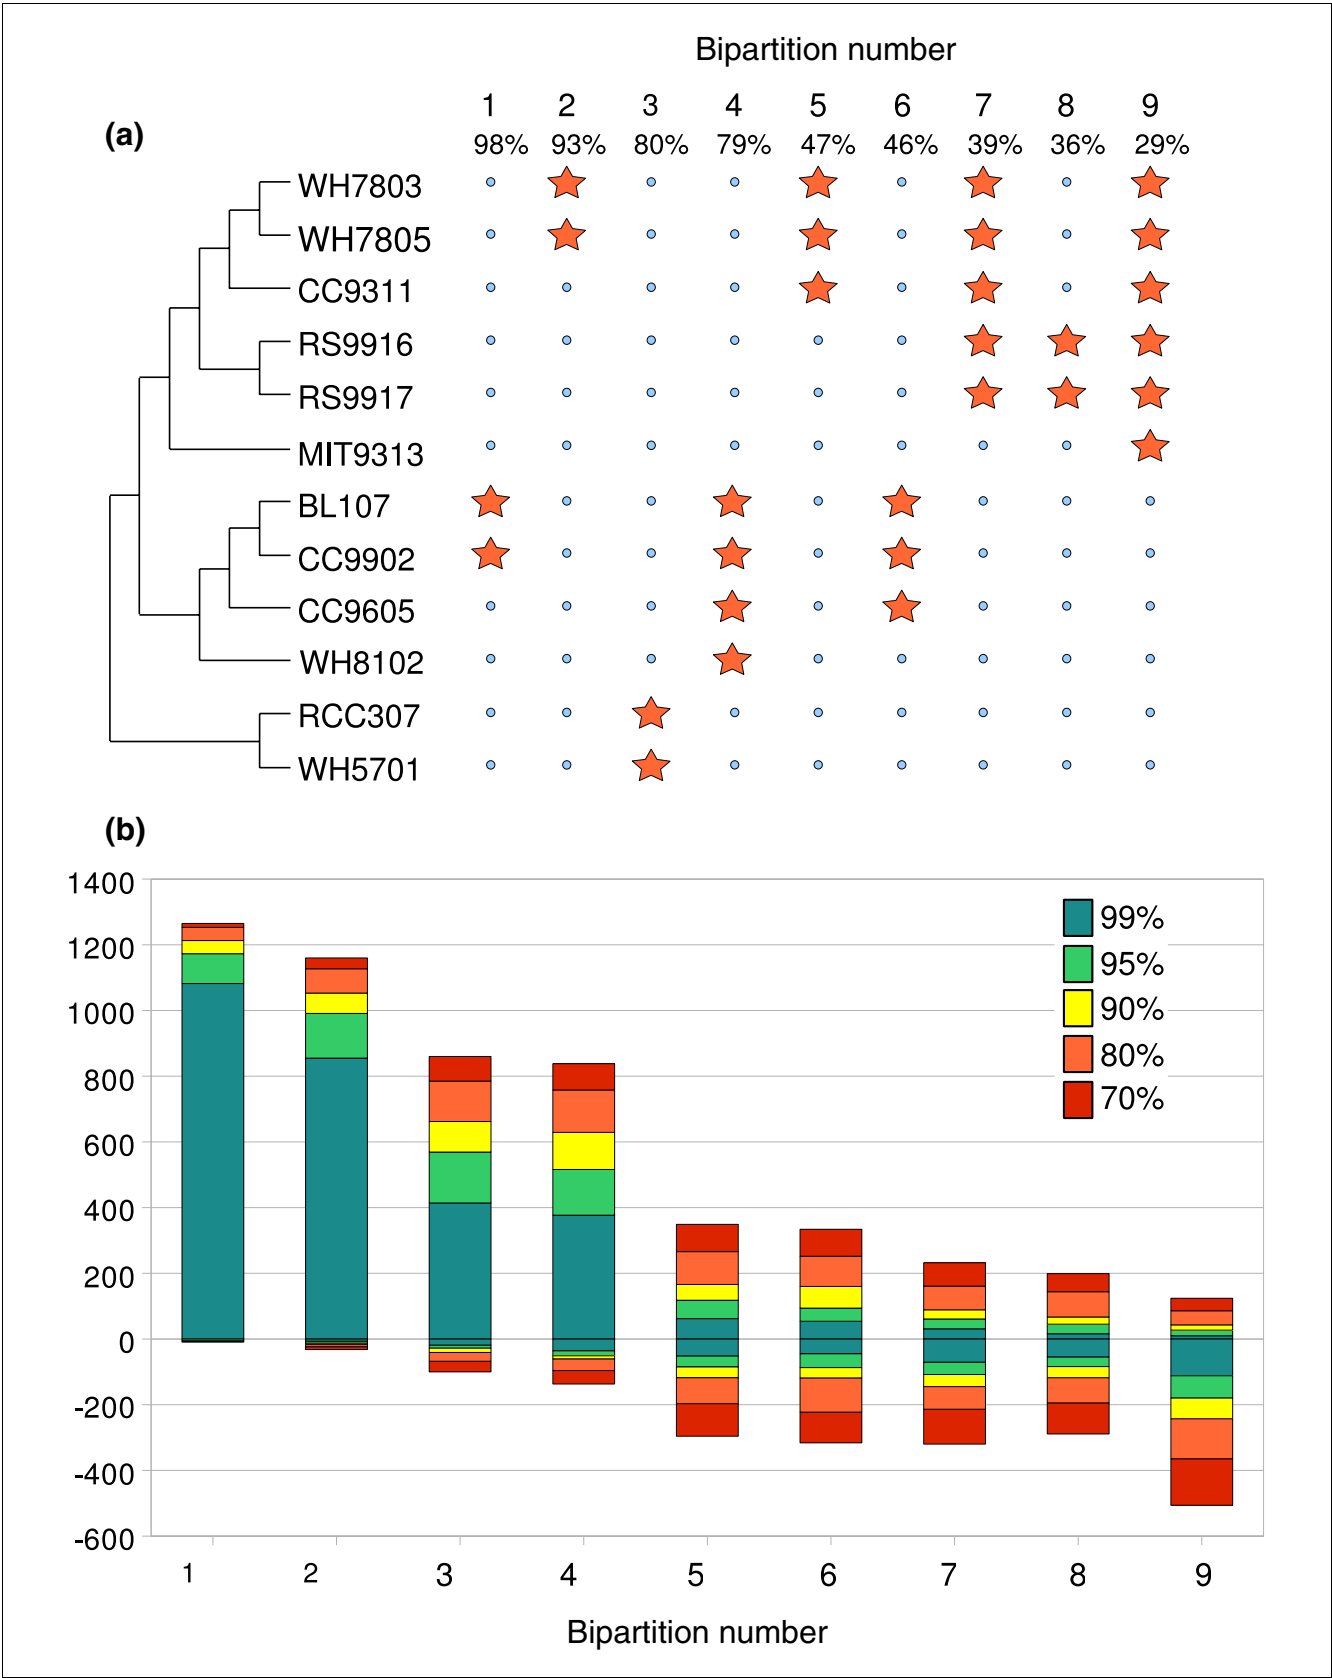 Bipartition number
1 2 3 4 5 6 7 8 9
(a)
98% 93% 80% 79% 47% 46% 39% 36% 29%
WH7803
WH7805
CC9311
RS9916
RS9917
MIT9313
BL107
CC9902
CC9605
WH8102
RCC307
WH5701
(b)
1400
1200
1000
800
600
400
200
0
-200
-400
-600
99%
95%
90%
80%
70%
1 2 3 4 5 6 7 8 9
Bipartition number